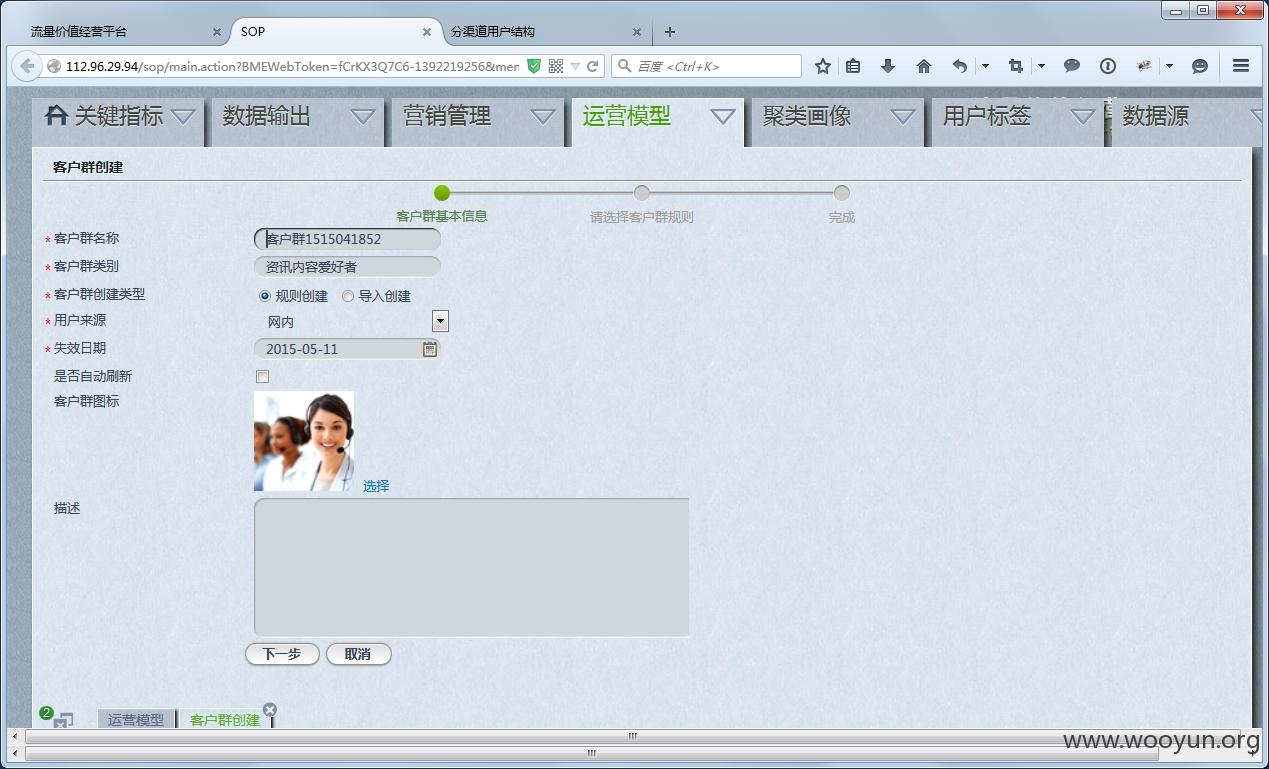 流量价值经营平台 SOP 分渠道用户结构
112.96.29.94/sop/main.action?BMEWebToken=fCrKX3Q7C6-1392219256&men 百度 <Ctrl+K>
关键指标 数据输出 营销管理 运营模型 聚类画像 用户标签 数据源
客户群创建
客户群基本信息 请选择客户群规则 完成
* 客户群名称 客户群1515041852
* 客户群类别 资讯内容爱好者
* 客户群创建类型 规则创建 导入创建
* 用户来源 网内
* 失效日期 2015-05-11
是否自动刷新
客户群图标
选择
描述
下一步 取消
2 运营模型 客户群创建
www.wooyun.org